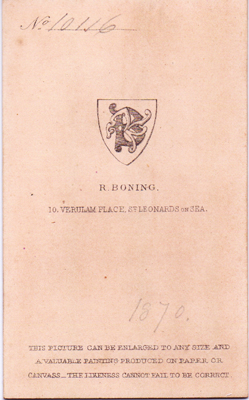 No. 10116
R. BONING.
10. VERULAM PLACE, ST LEONARDS ON SEA.
1870.
THIS PICTURE CAN BE ENLARGED TO ANY SIZE AND
A VALUABLE PAINTING PRODUCED ON PAPER OR
CANVASS_ THE LIKENESS CANNOT FAIL TO BE CORRECT.